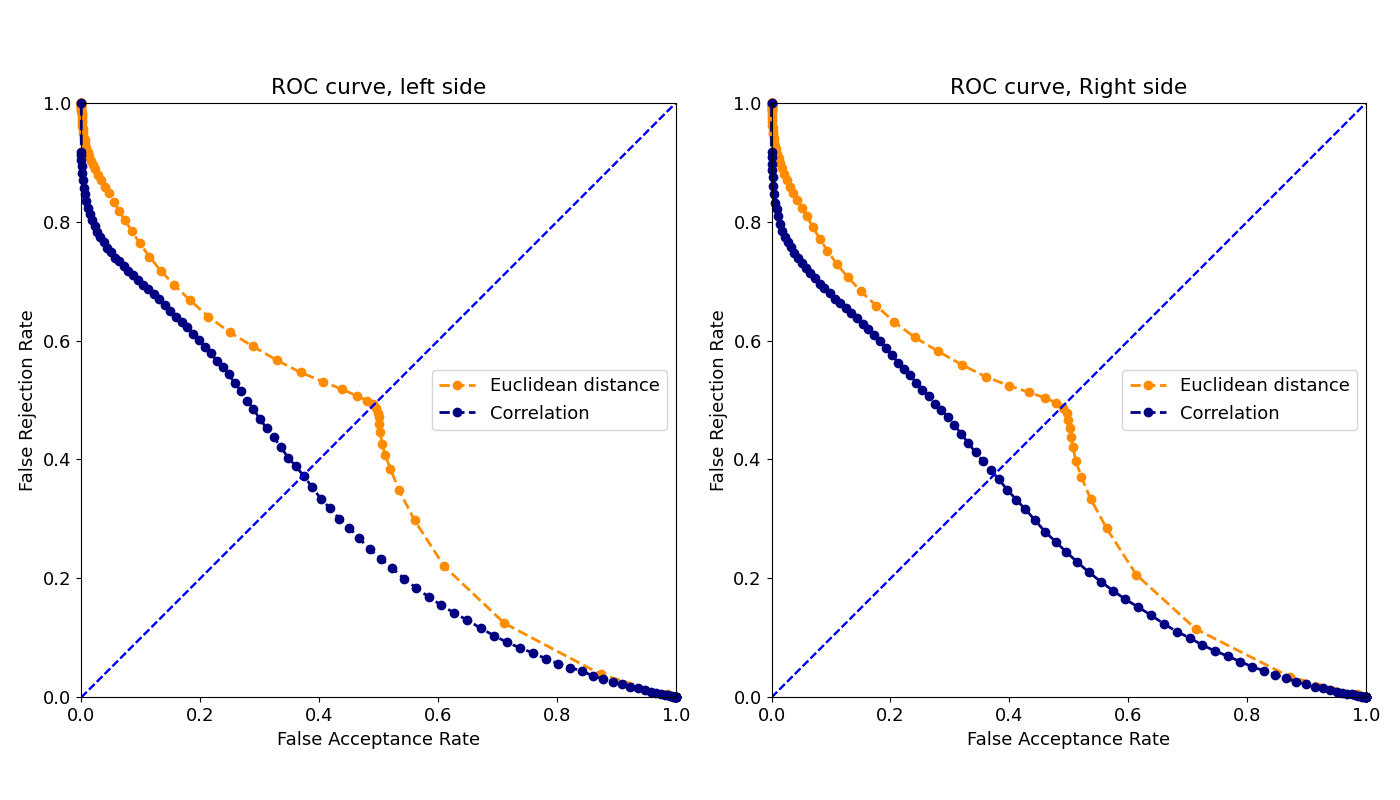 ROC curve, left side
1.0
0.8
0.6
0.4
0.2
0.0
False Rejection Rate
Euclidean distance
Correlation
0.0 0.2 0.4 0.6 0.8 1.0
False Acceptance Rate
ROC curve, Right side
1.0
0.8
0.6
0.4
0.2
0.0
False Rejection Rate
Euclidean distance
Correlation
0.0 0.2 0.4 0.6 0.8 1.0
False Acceptance Rate